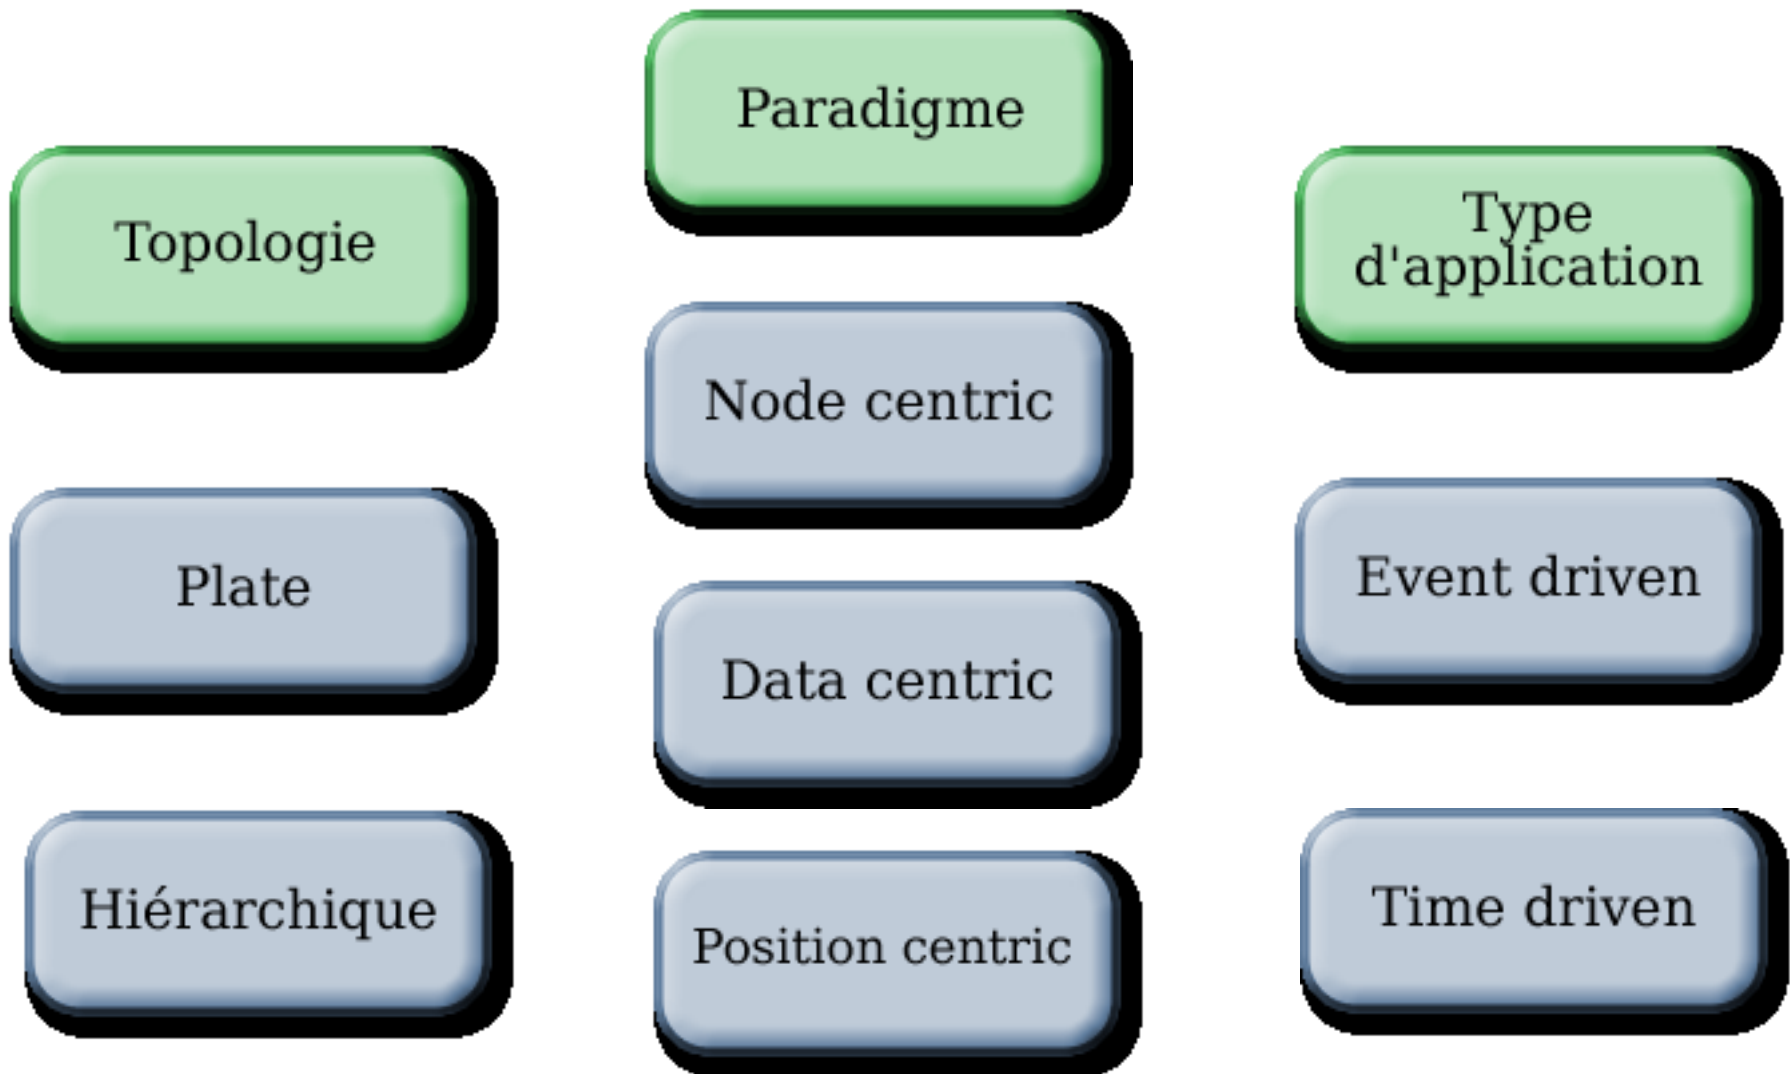 Topologie
Plate
Hiérarchique
Paradigme
Node centric
Data centric
Position centric
Type
d'application
Event driven
Time driven